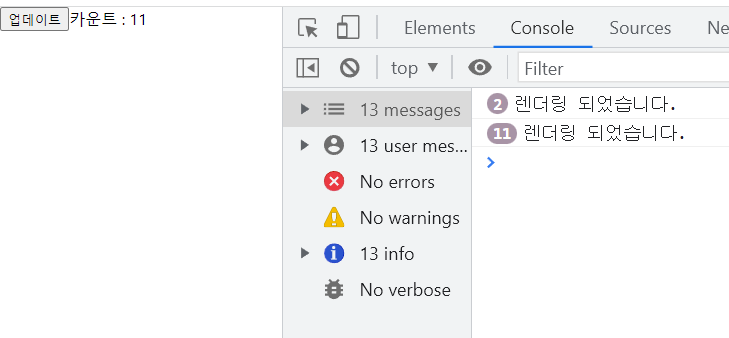 업데이트 카운트 : 11
Elements Console Sources Ne
top Filter
13 messages
13 user mes...
No errors
No warnings
13 info
No verbose
2 렌더링 되었습니다.
11 렌더링 되었습니다.